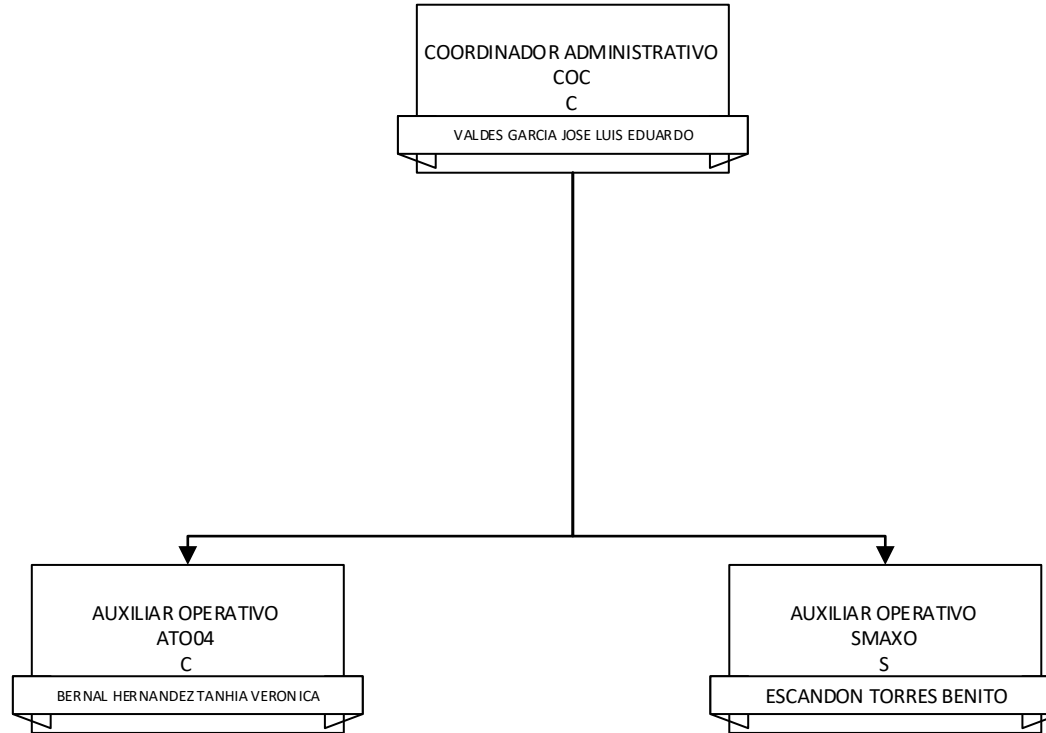 COORDINADOR ADMINISTRATIVO
COC
C
VALDES GARCIA JOSE LUIS EDUARDO
AUXILIAR OPERATIVO
ATO04
C
BERNAL HERNANDEZ TANHIA VERONICA
AUXILIAR OPERATIVO
SMAXO
S
ESCANDON TORRES BENITO